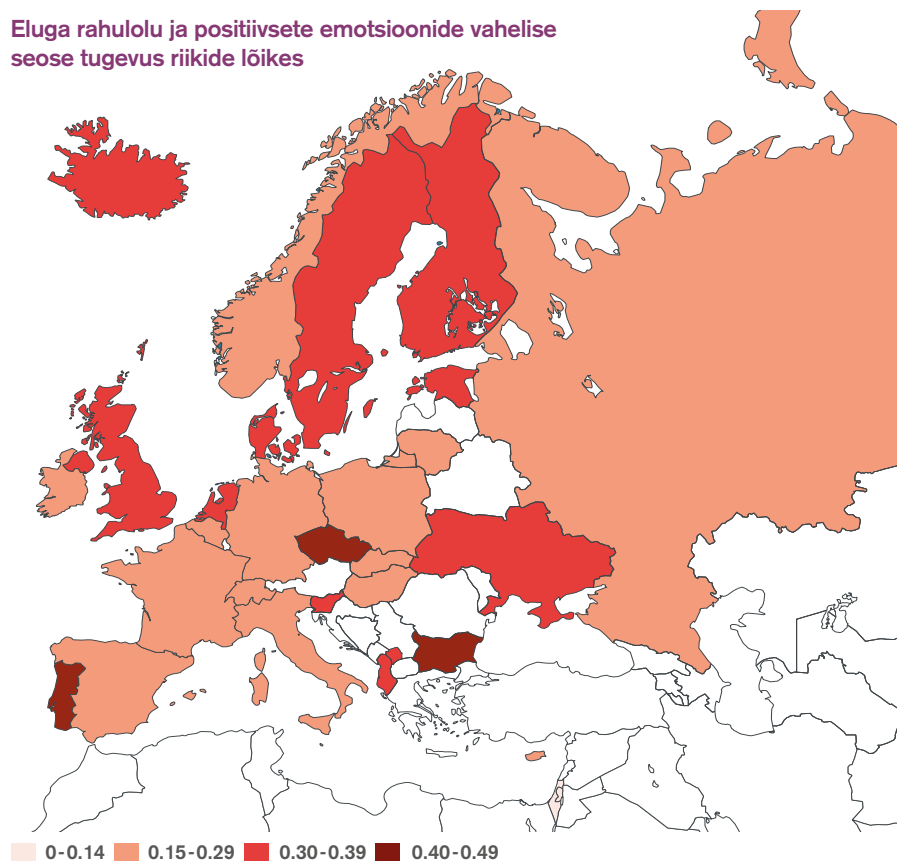 Eluga rahulolu ja positiivsete emotsioonide vahelise
seose tugevus riikide lõikes
0-0.14 0.15-0.29 0.30-0.39 0.40-0.49